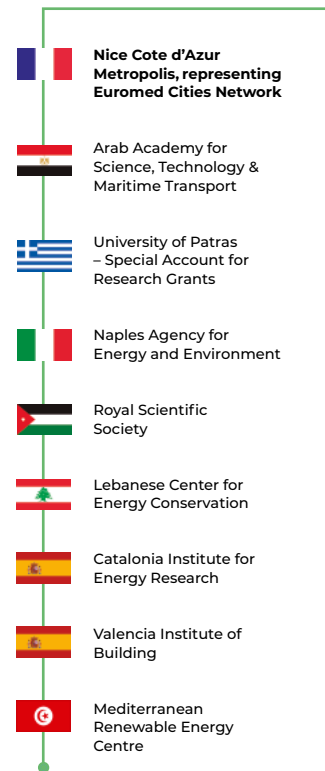 Nice Cote d’Azur
Metropolis, representing
Euromed Cities Network
Arab Academy for
Science, Technology &
Maritime Transport
University of Patras
– Special Account for
Research Grants
Naples Agency for
Energy and Environment
Royal Scientific
Society
Lebanese Center for
Energy Conservation
Catalonia Institute for
Energy Research
Valencia Institute of
Building
Mediterranean
Renewable Energy
Centre